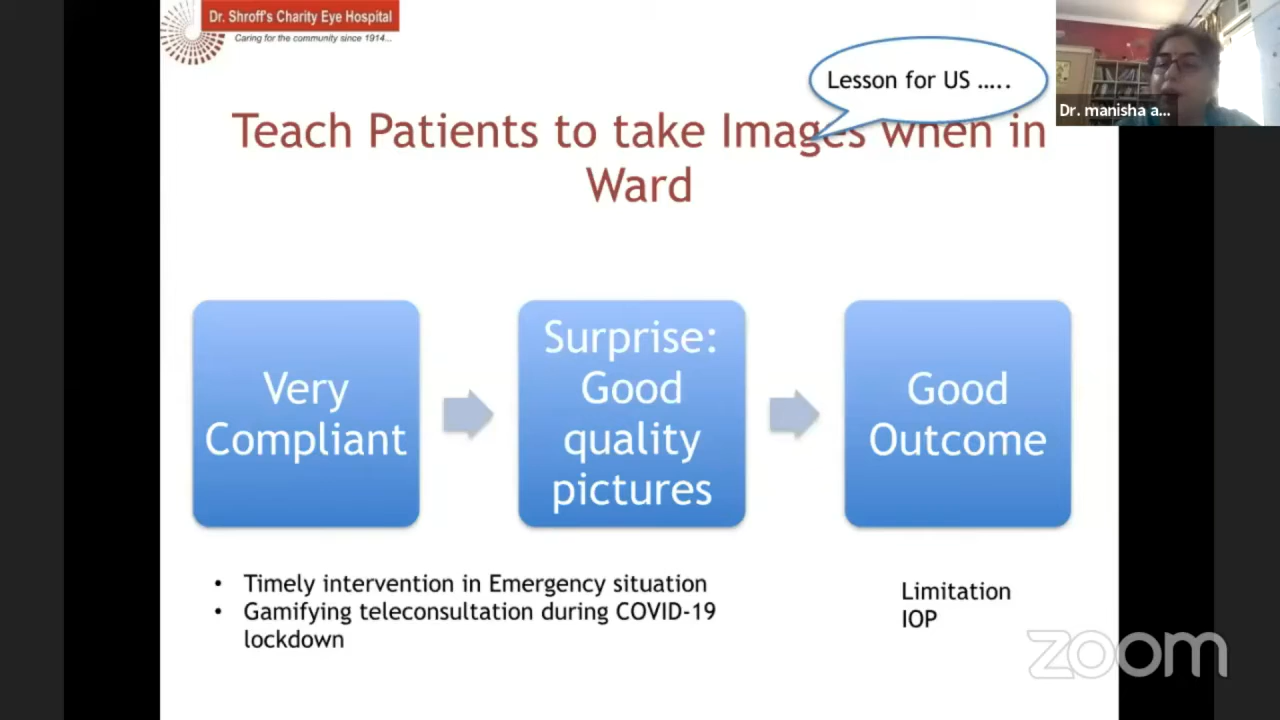 Dr. Shroff's Charity Eye Hospital
Caring for the community since 1914...
Lesson for US .....
Dr. manisha a...
Teach Patients to take Images when in
Ward
Very
Compliant
Surprise:
Good
quality
pictures
Good
Outcome
• Timely intervention in Emergency situation
• Gamifying teleconsultation during COVID-19
lockdown
Limitation
IOP
zoom